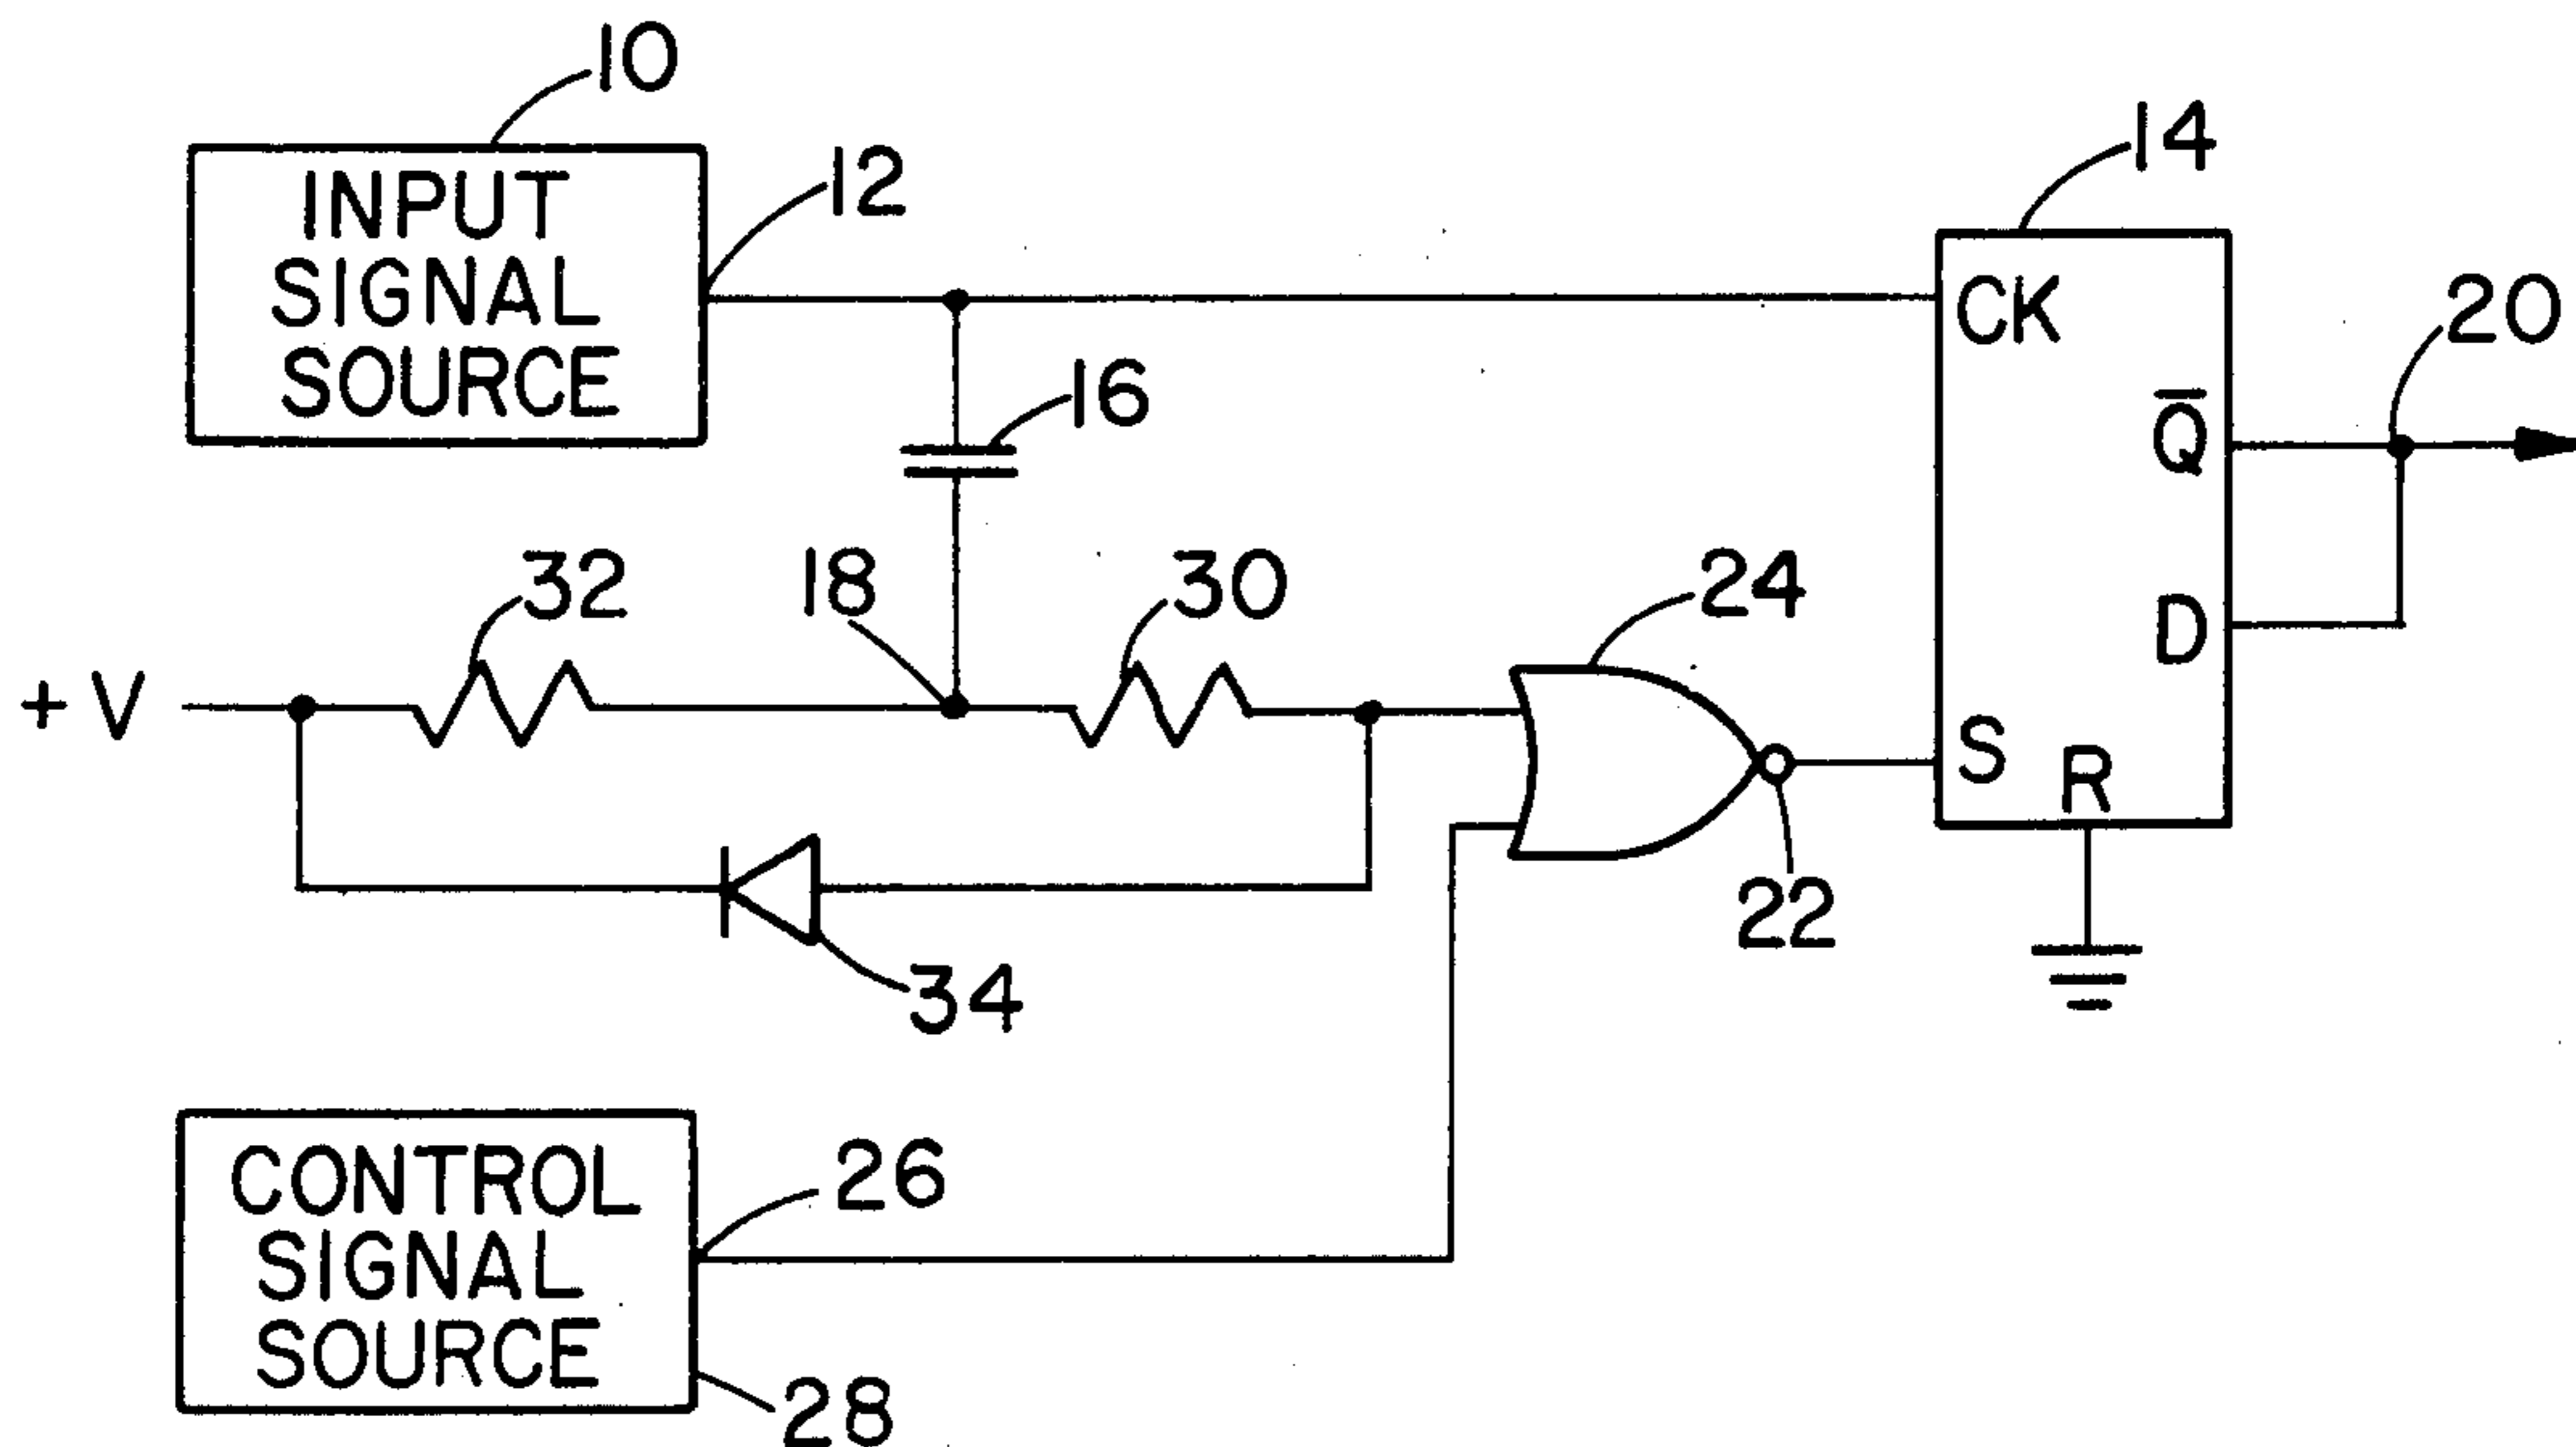 10
INPUT
SIGNAL
SOURCE
12
14
CK
Q̅
20
16
32
18
30
24
D
+ V
S
R
22
34
CONTROL
SIGNAL
SOURCE
26
28